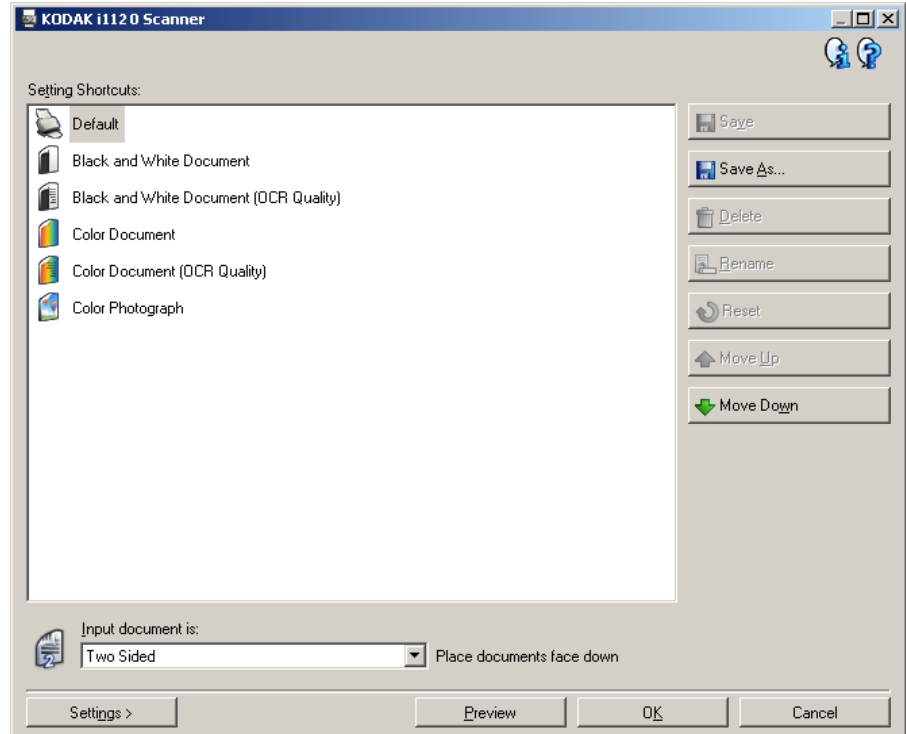 KODAK i1120 Scanner
Setting Shortcuts:
Default
Black and White Document
Black and White Document (OCR Quality)
Color Document
Color Document (OCR Quality)
Color Photograph
Save
Save As...
Delete
Rename
Reset
Move Up
Move Down
Input document is:
2
Two Sided
Place documents face down
Settings >
Preview
OK
Cancel